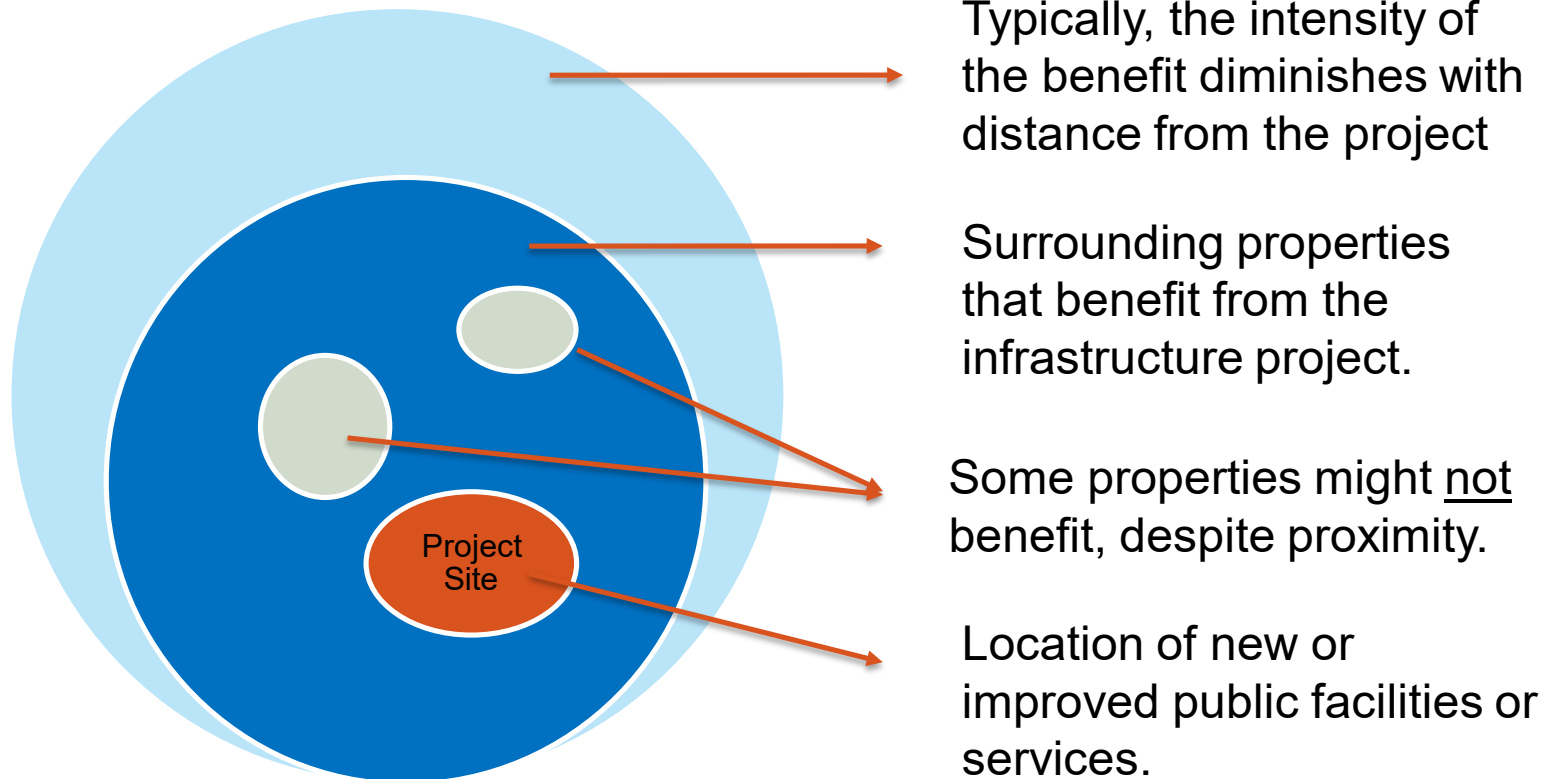 Typically, the intensity of
the benefit diminishes with
distance from the project
Surrounding properties
that benefit from the
infrastructure project.
Some properties might not
benefit, despite proximity.
Project
Site
Location of new or
improved public facilities or
services.